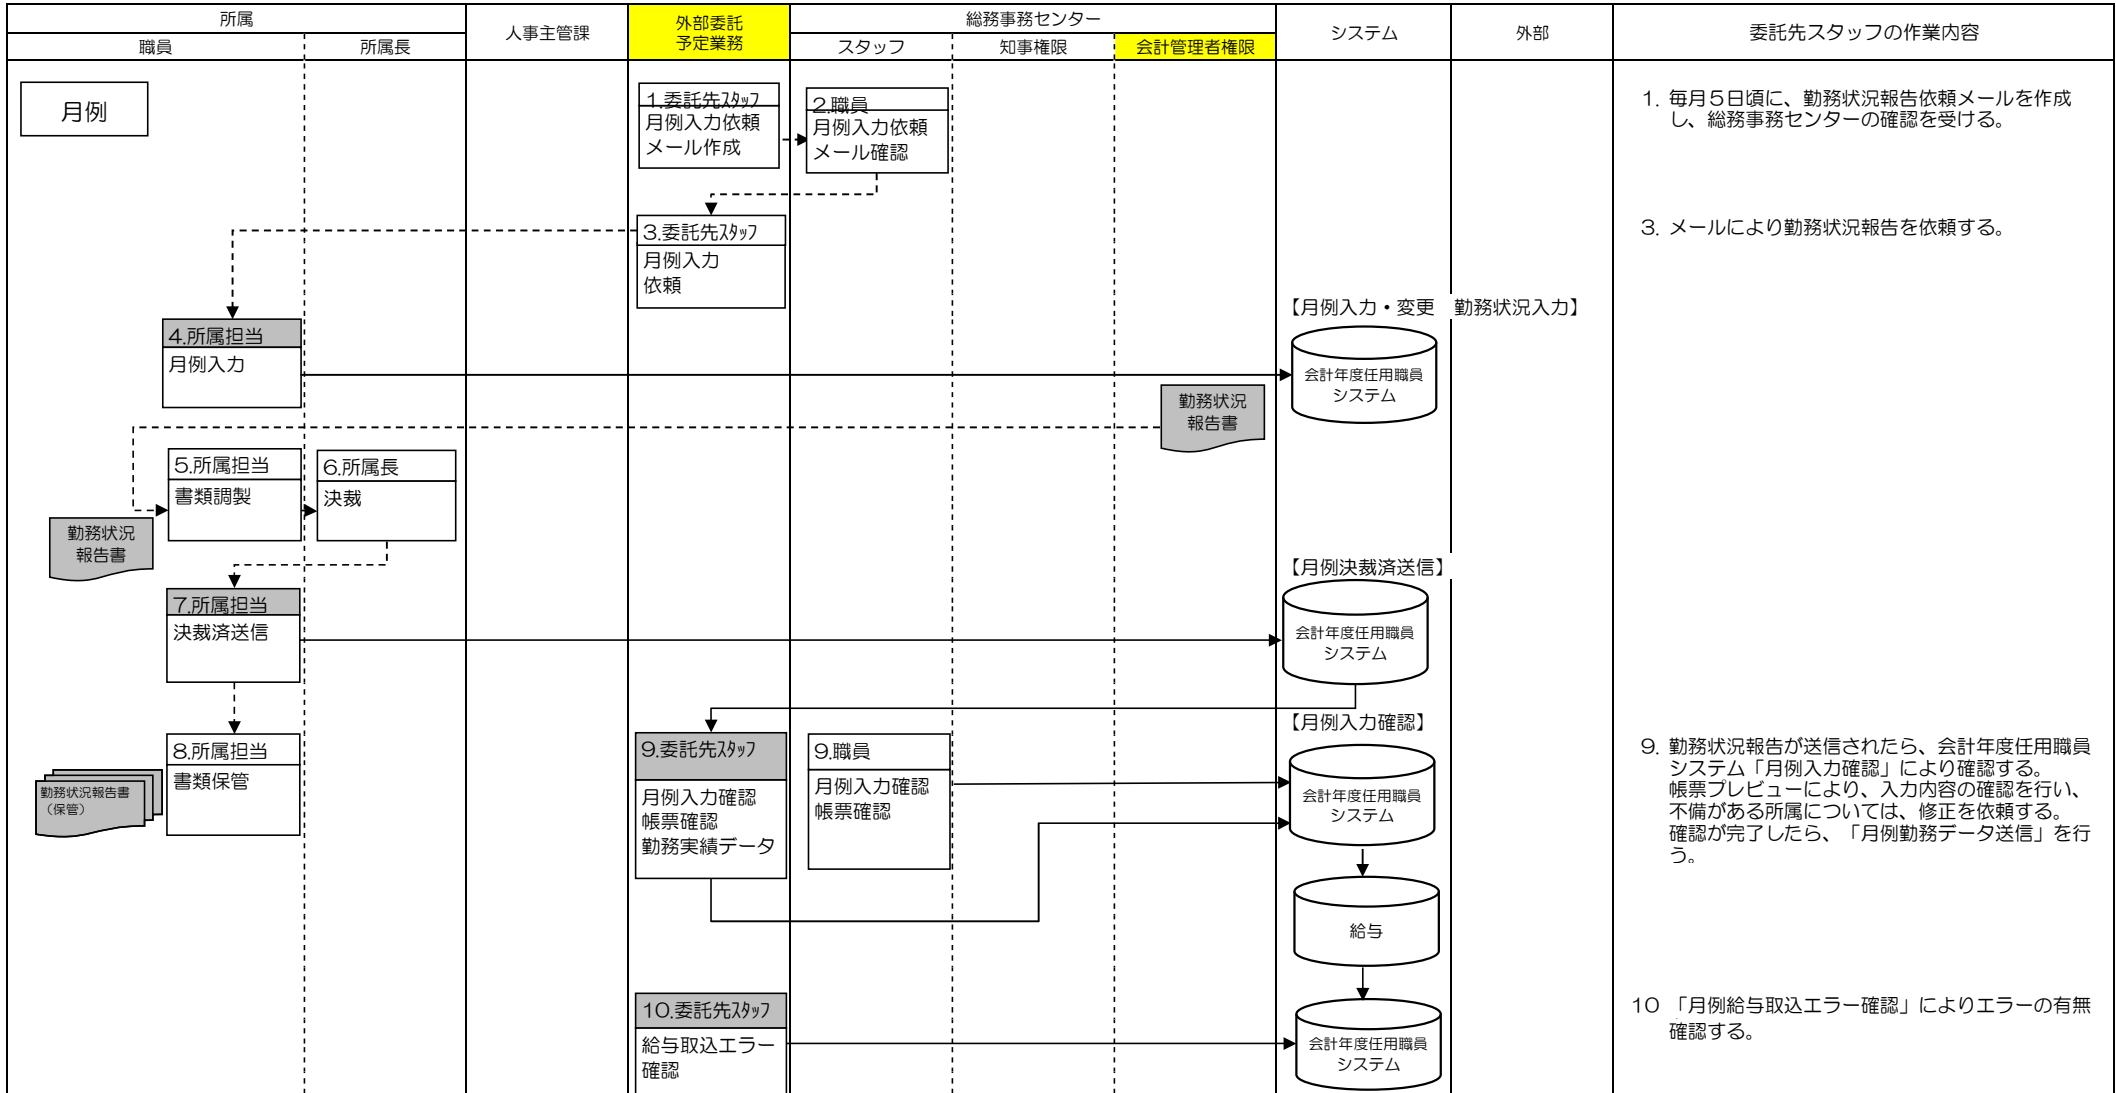 所属
人事主管課
外部委託
予定業務
総務事務センター
システム
外部
委託先スタッフの作業内容
職員
所属長
スタッフ
知事権限
会計管理者権限
月例
1.委託先ｽﾀｯﾌ
月例入力依頼
メール作成
2.職員
月例入力依頼
メール確認
1. 毎月５日頃に、勤務状況報告依頼メールを作成
し、総務事務センターの確認を受ける。
3.委託先ｽﾀｯﾌ
月例入力
依頼
3. メールにより勤務状況報告を依頼する。
【月例入力・変更　勤務状況入力】
4.所属担当
月例入力
会計年度任用職員
システム
勤務状況
報告書
5.所属担当
書類調製
6.所属長
決裁
勤務状況
報告書
【月例決裁済送信】
7.所属担当
決裁済送信
会計年度任用職員
システム
【月例入力確認】
8.所属担当
書類保管
勤務状況報告書
（保管）
9.委託先ｽﾀｯﾌ
月例入力確認
帳票確認
勤務実績データ
9.職員
月例入力確認
帳票確認
会計年度任用職員
システム
9. 勤務状況報告が送信されたら、会計年度任用職員
システム「月例入力確認」により確認する。
帳票プレビューにより、入力内容の確認を行い、
不備がある所属については、修正を依頼する。
確認が完了したら、「月例勤務データ送信」を行
う。
給与
10.委託先ｽﾀｯﾌ
給与取込エラー
確認
会計年度任用職員
システム
10 「月例給与取込エラー確認」によりエラーの有無
確認する。